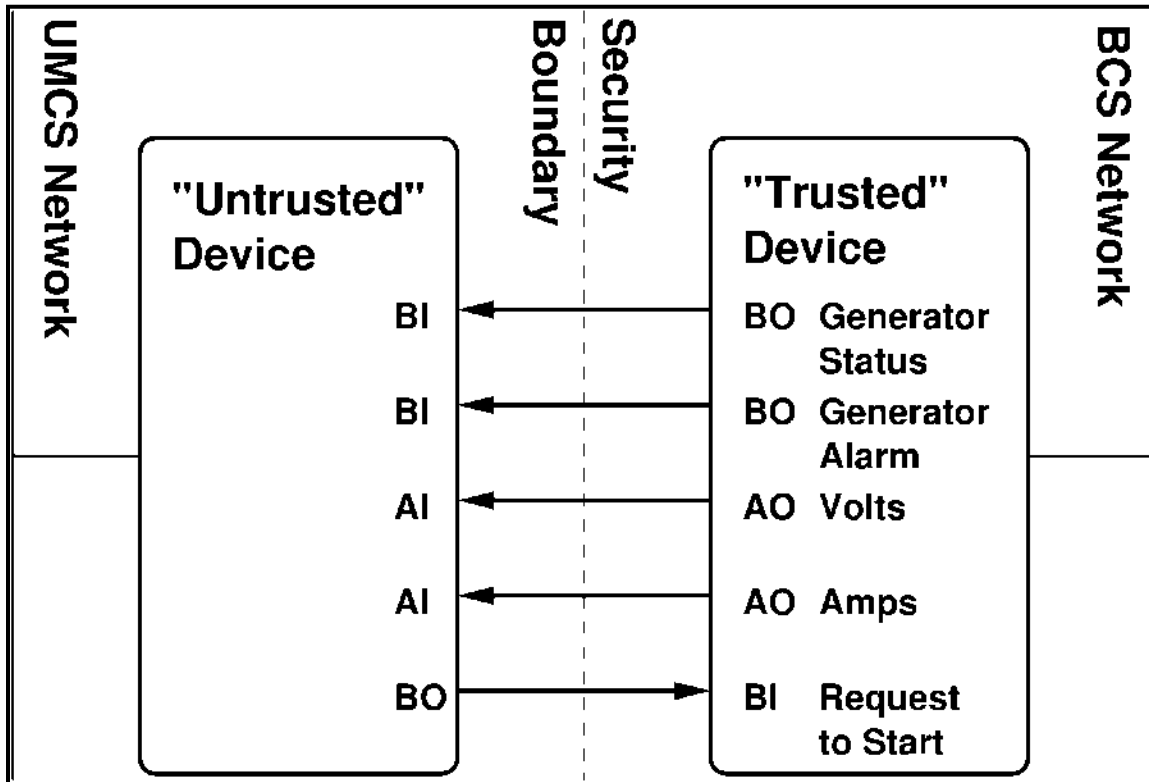 UMCS Network
Boundary
Security
BCS Network
"Untrusted"
Device
"Trusted"
Device
BI
BO Generator
Status
BI
BO Generator
Alarm
AI
AO Volts
AI
AO Amps
BO
BI Request
to Start